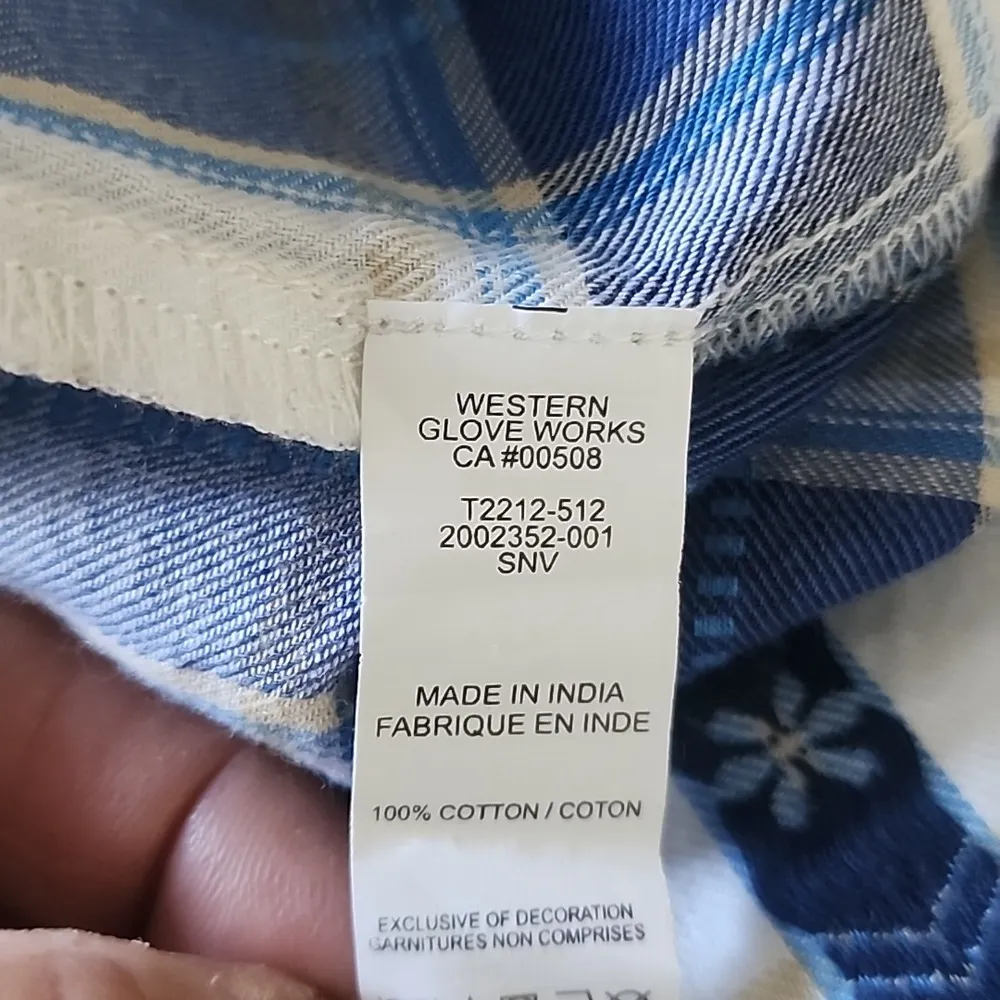 WESTERN
GLOVE WORKS
CA #00508
T2212-512
2002352-001
SNV
MADE IN INDIA
FABRIQUE EN INDE
100% COTTON / COTON
EXCLUSIVE OF DECORATION
GARNITURES NON COMPRISES